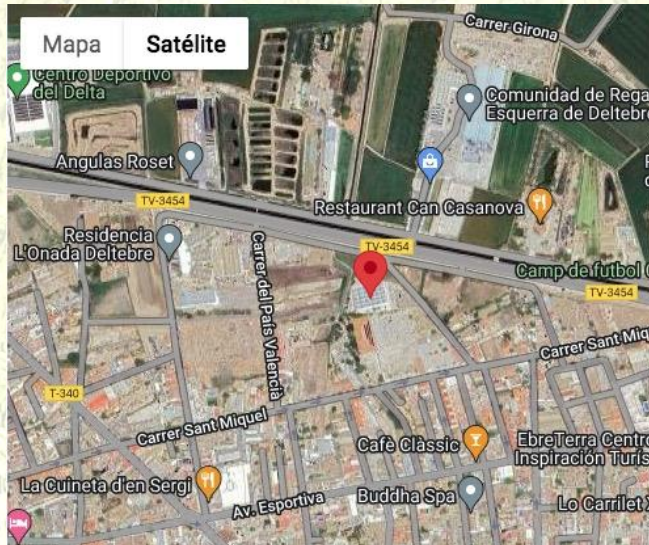 Mapa
Satélite
Carrer Girona
Centro Deportivo
del Delta
Comunidad de Rega
Esquerra de Deltebre
Angulas Roset
TV-3454
Restaurant Can Casanova
Residencia
L'Onada Deltebre
TV-3454
Camp de futbol
TV-3454
Carrer del País Valencià
Carrer Sant Miq
T-340
Carrer Sant Miquel
Cafè Clàssic
EbreTerra Centro
Inspiración Turís
La Cuineta d'en Sergi
Av. Esportiva
Buddha Spa
Lo Carrilet